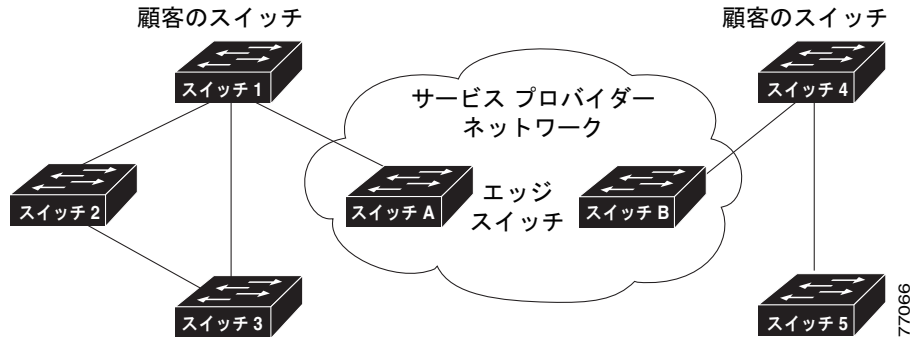 顧客のスイッチ
顧客のスイッチ
スイッチ 1
スイッチ 4
サービス プロバイダー
ネットワーク
スイッチ 2
スイッチ A
エッジ
スイッチ
スイッチ B
スイッチ 3
スイッチ 5
77066